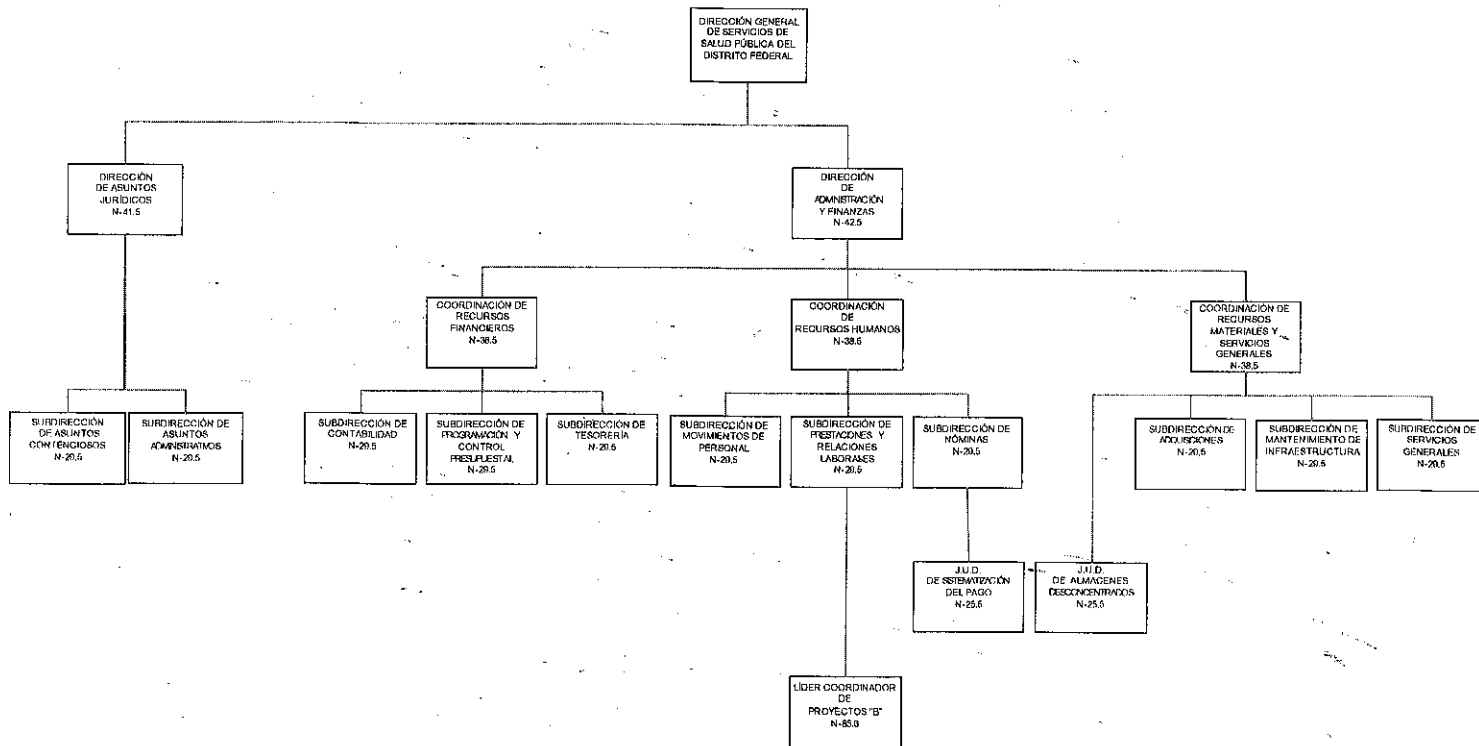 DIRECCIÓN GENERAL
DE SERVICIOS DE
SALUD PÚBLICA DEL
DISTRITO FEDERAL
DIRECCIÓN
DE ASUNTOS
JURÍDICOS
N-41.5
DIRECCIÓN
DE
ADMNISTRACIÓN
Y FINANZAS
N-42.5
COORDINACIÓN DE
RECURSOS
FINANCIEROS
N-38.5
COORDINACIÓN
DE
RECURSOS HUMANOS
N-38.5
COORDINACIÓN DE
RECURSOS
MATERIALES Y
SERVICIOS
GENERALES
N-38.5
SUBDIRECCIÓN
DE ASUNTOS
CONTENCIOSOS
N-29.5
SUBDIRECCIÓN DE
ASUNTOS
ADMINISTRATIVOS
N-29.5
SUBDIRECCIÓN DE
CONTABILIDAD
N-29.5
SUBDIRECCIÓN DE
PROGRAMACIÓN Y
CONTROL
PRESUPUESTAL
N-29.5
SUBDIRECCIÓN DE
TESORERÍA
N-29.5
SUBDIRECCIÓN DE
MOVIMIENTOS DE
PERSONAL
N-29.5
SUBDIRECCIÓN DE
PRESTACIONES Y
RELACIONES
LABORALES
N-29.5
SUBDIRECCIÓN DE
NÓMINAS
N-29.5
SUBDIRECCIÓN DE
ADQUISICIONES
N-29.5
SUBDIRECCIÓN DE
MANTENIMIENTO DE
INFRAESTRUCTURA
N-29.5
SUBDIRECCIÓN DE
SERVICIOS
GENERALES
N-29.5
J.U.D.
DE SISTEMATIZACIÓN
DEL PAGO
N-25.5
J.U.D.
DE ALMACENES
DESCONCENTRADOS
N-25.5
LÍDER COORDINADOR
DE
PROYECTOS "B"
N-85.6